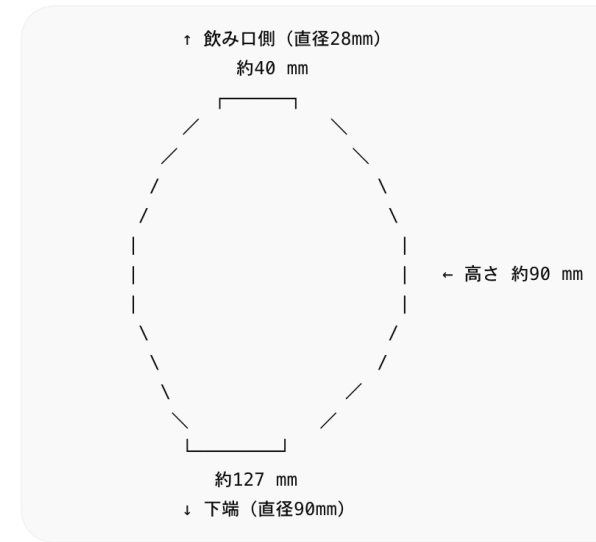 ↑ 飲み口側（直径28mm）
約40 mm
← 高さ 約90 mm
約127 mm
↓ 下端（直径90mm）